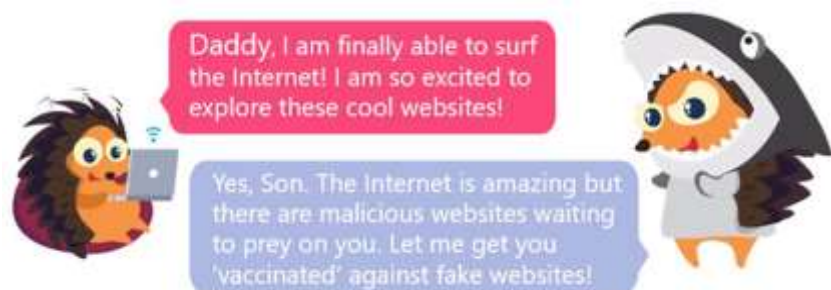 Daddy, I am finally able to surf
the Internet! I am so excited to
explore these cool websites!
Yes, Son. The Internet is amazing but
there are malicious websites waiting
to prey on you. Let me get you
'vaccinated' against fake websites!